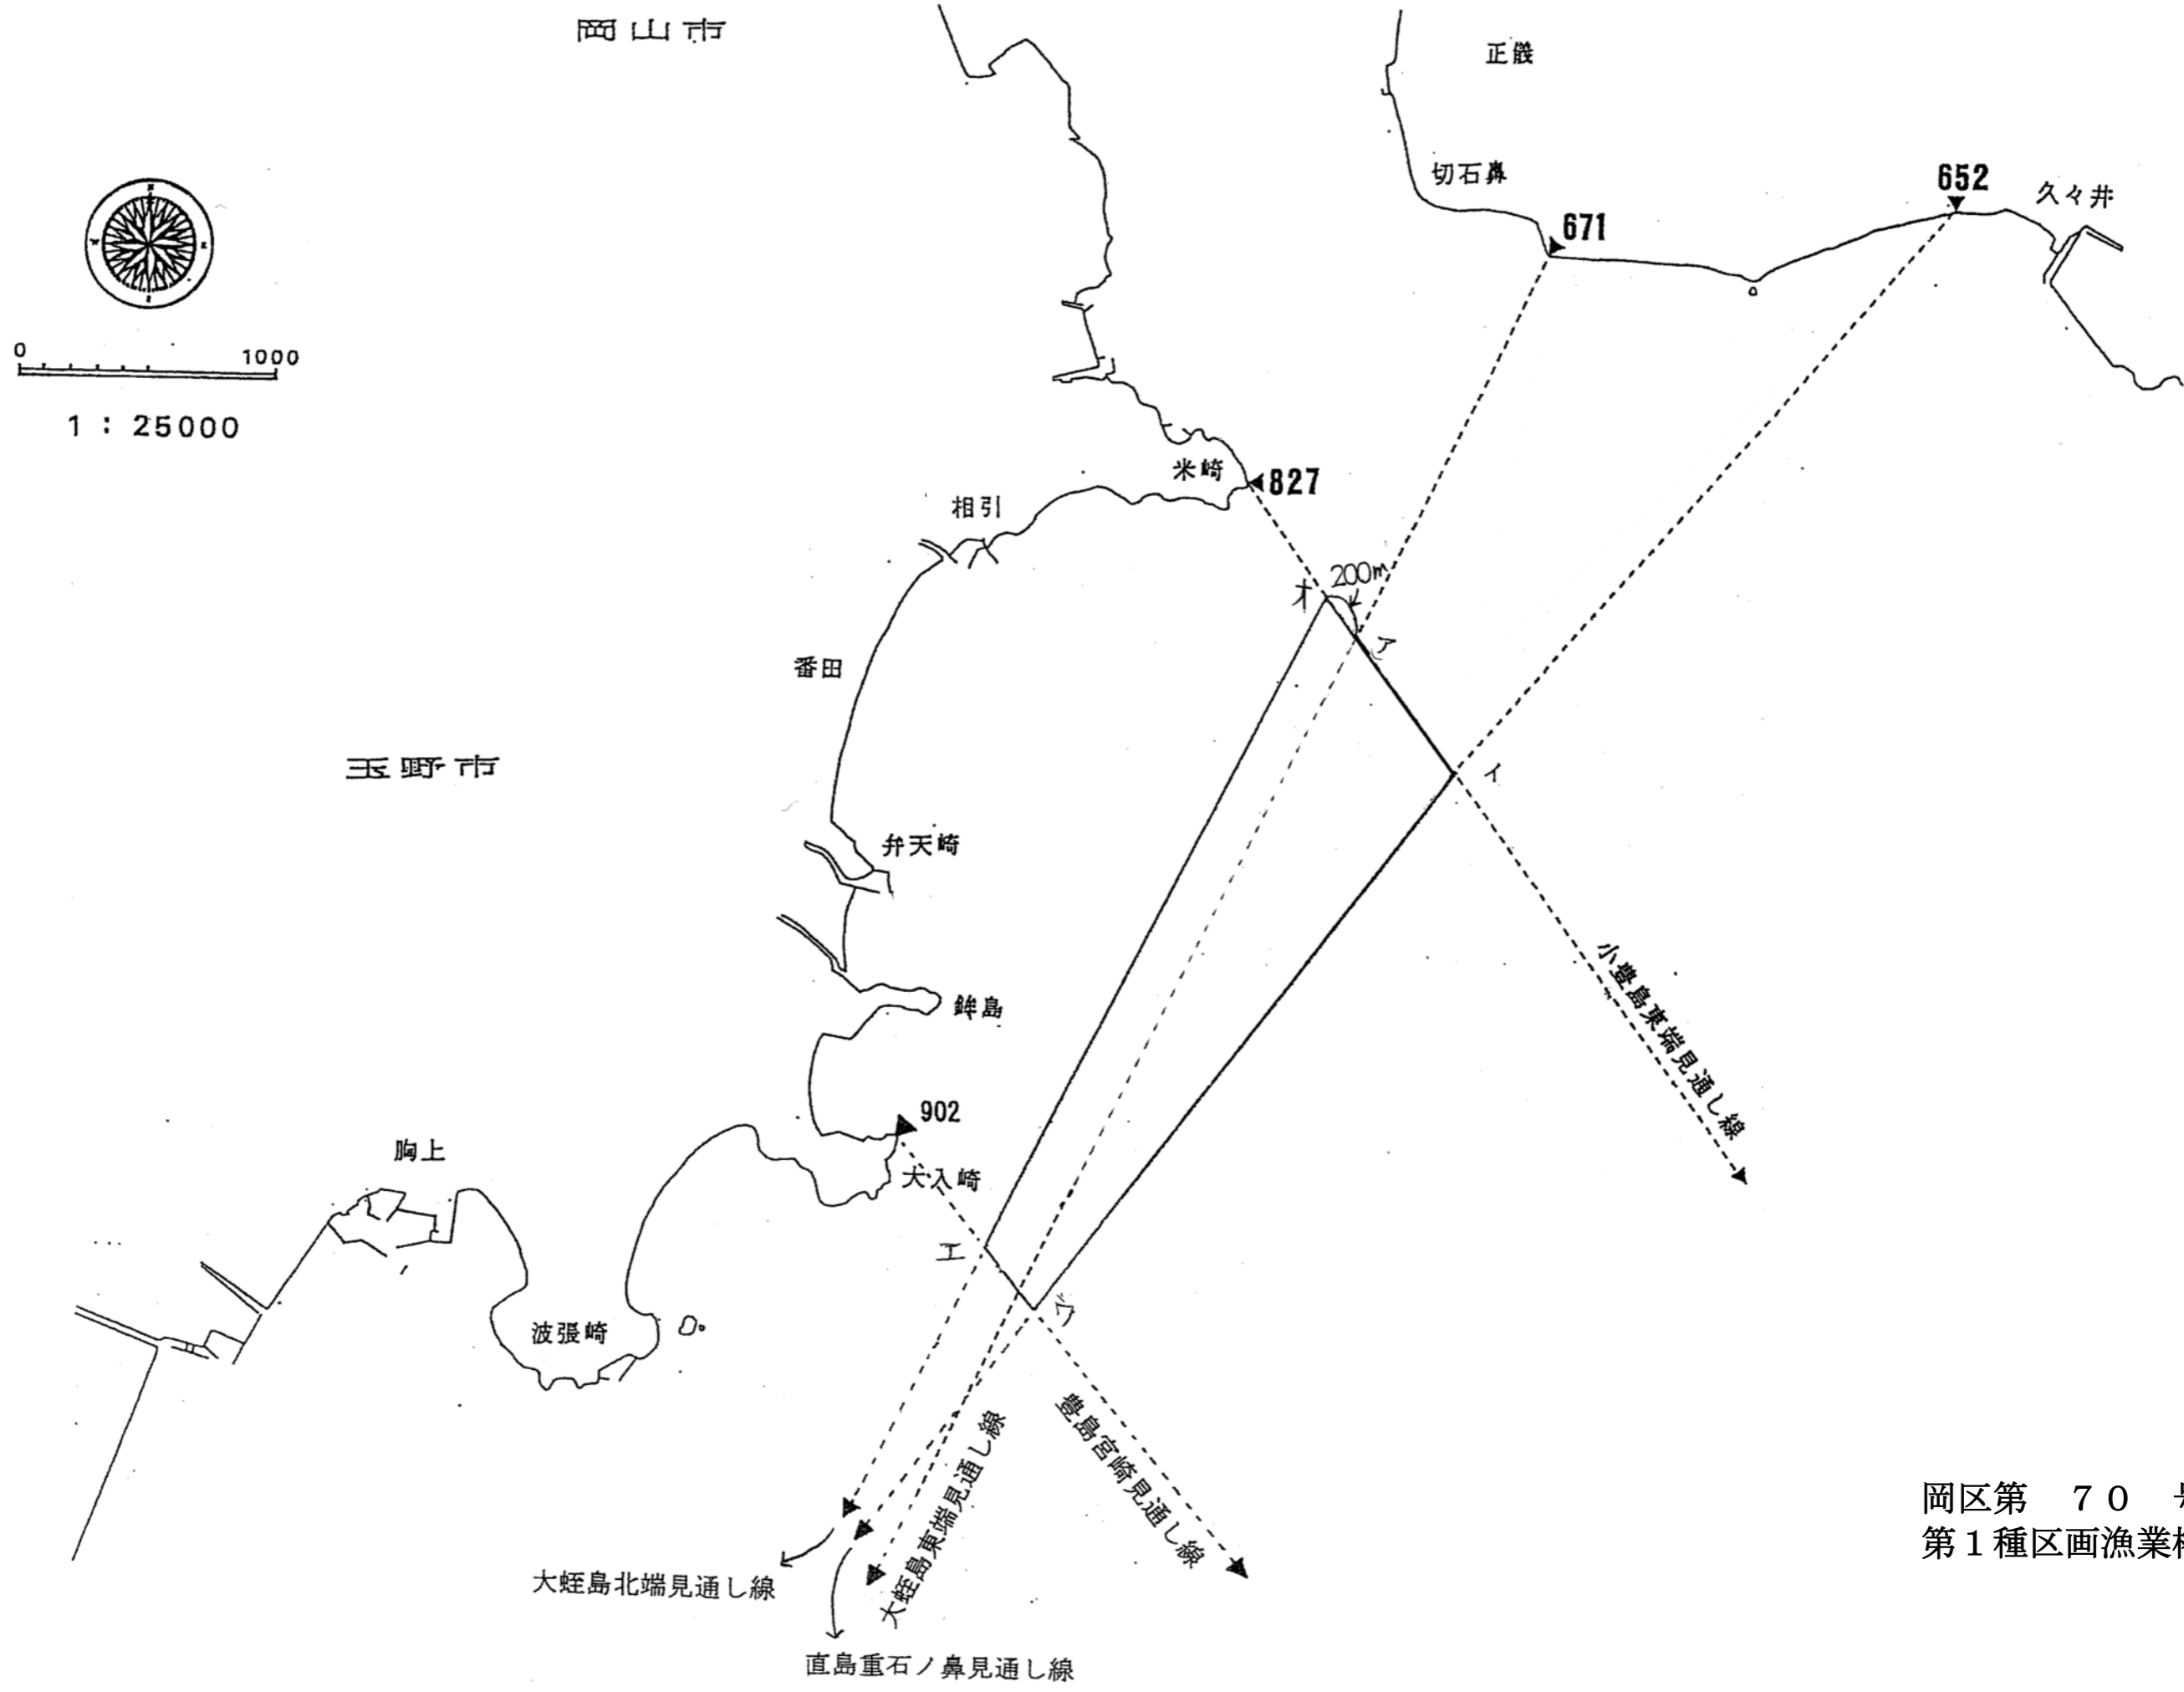 岡山市
正儀
切石鼻
652
久々井
671
0 1000
1 : 25000
米崎
827
相引
200m
オ
ア
番田
イ
玉野市
弁天崎
小豊島東端見通し線
鉾島
902
胸上
大入崎
エ
ウ
波張崎
豊島宮崎見通し線
大蛭島東端見通し線
大蛭島北端見通し線
直島重石ノ鼻見通し線
岡区第 70
第1種区画漁業